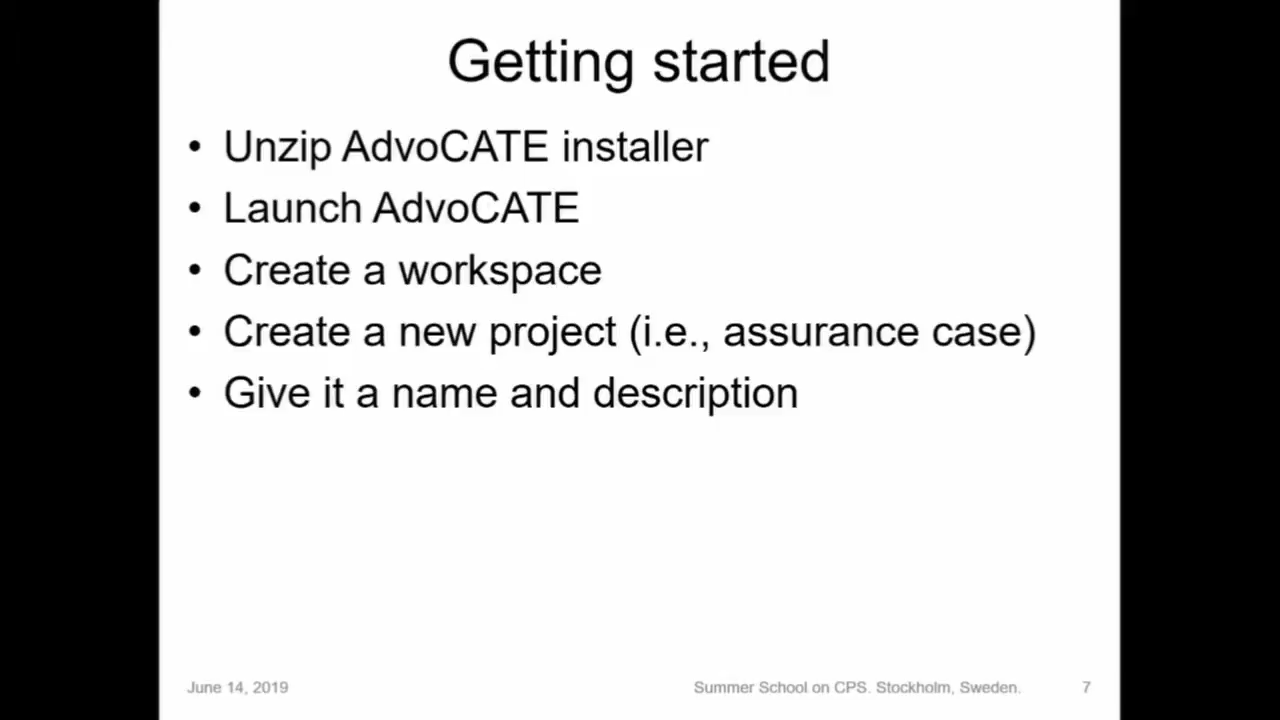 Getting started
• Unzip AdvoCATE installer
• Launch AdvoCATE
• Create a workspace
• Create a new project (i.e., assurance case)
• Give it a name and description
June 14, 2019
Summer School on CPS. Stockholm, Sweden.
7